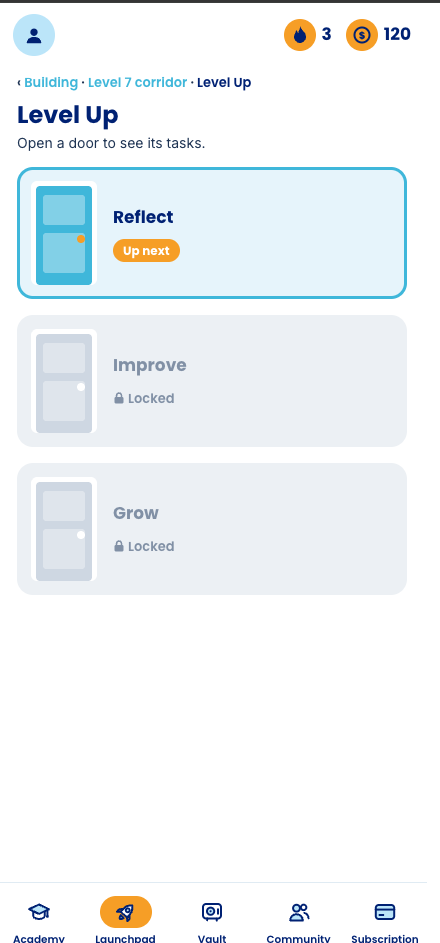 3 120
‹ Building · Level 7 corridor · Level Up
Level Up
Open a door to see its tasks.
Reflect
Up next
Improve
Locked
Grow
Locked
Academy Launchpad Vault Community Subscription